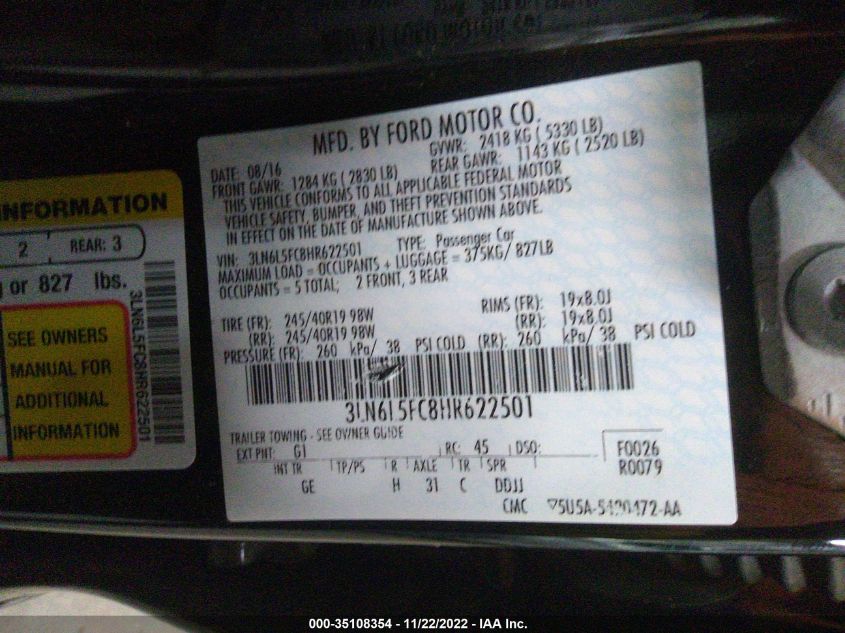 MFD. BY FORD MOTOR CO.
DATE: 08/16 GVWR: 2418 KG ( 5330 LB)
FRONT GAWR: 1284 KG ( 2830 LB) REAR GAWR: 1143 KG ( 2520 LB)
THIS VEHICLE CONFORMS TO ALL APPLICABLE FEDERAL MOTOR
VEHICLE SAFETY, BUMPER, AND THEFT PREVENTION STANDARDS
IN EFFECT ON THE DATE OF MANUFACTURE SHOWN ABOVE.
VIN: 3LN6L5FC8HR622501 TYPE: Passenger Car
MAXIMUM LOAD = OCCUPANTS + LUGGAGE = 375KG/ 827LB
OCCUPANTS = 5 TOTAL; 2 FRONT, 3 REAR
TIRE (FR): 245/40R19 98W RIMS (FR): 19x8.0J
(RR): 245/40R19 98W (RR): 19x8.0J
PRESSURE (FR): 260 kPa/ 38 PSI COLD (RR): 260 kPa/ 38 PSI COLD
3LN6L5FC8HR622501
TRAILER TOWING - SEE OWNER GUIDE
EXT PNT: G1 RC: 45 DSO: F0026
INT TR TP/PS R AXLE TR SPR R0079
GE H 31 C DDJJ
CMC 5U5A-5420472-AA
INFORMATION
2 REAR: 3
or 827 lbs.
SEE OWNERS
MANUAL FOR
ADDITIONAL
INFORMATION
3LN6L5FC8HR622501
000-35108354 - 11/22/2022 - IAA Inc.